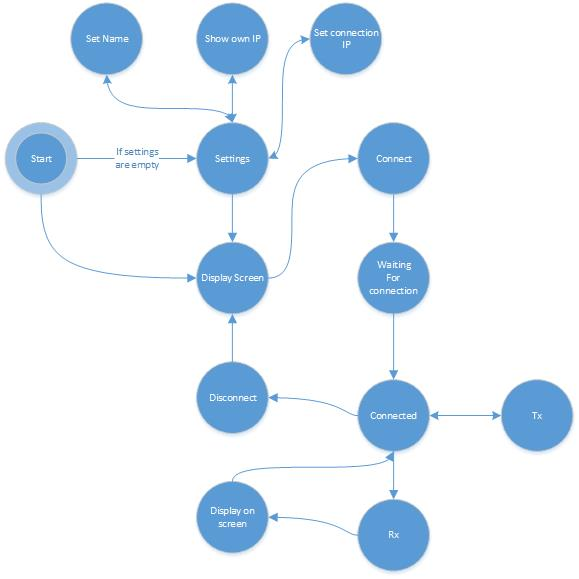 Set Name
Show own IP
Set connection
IP
Start
If settings
are empty
Settings
Connect
Display Screen
Waiting
For
connection
Disconnect
Connected
Tx
Display on
screen
Rx